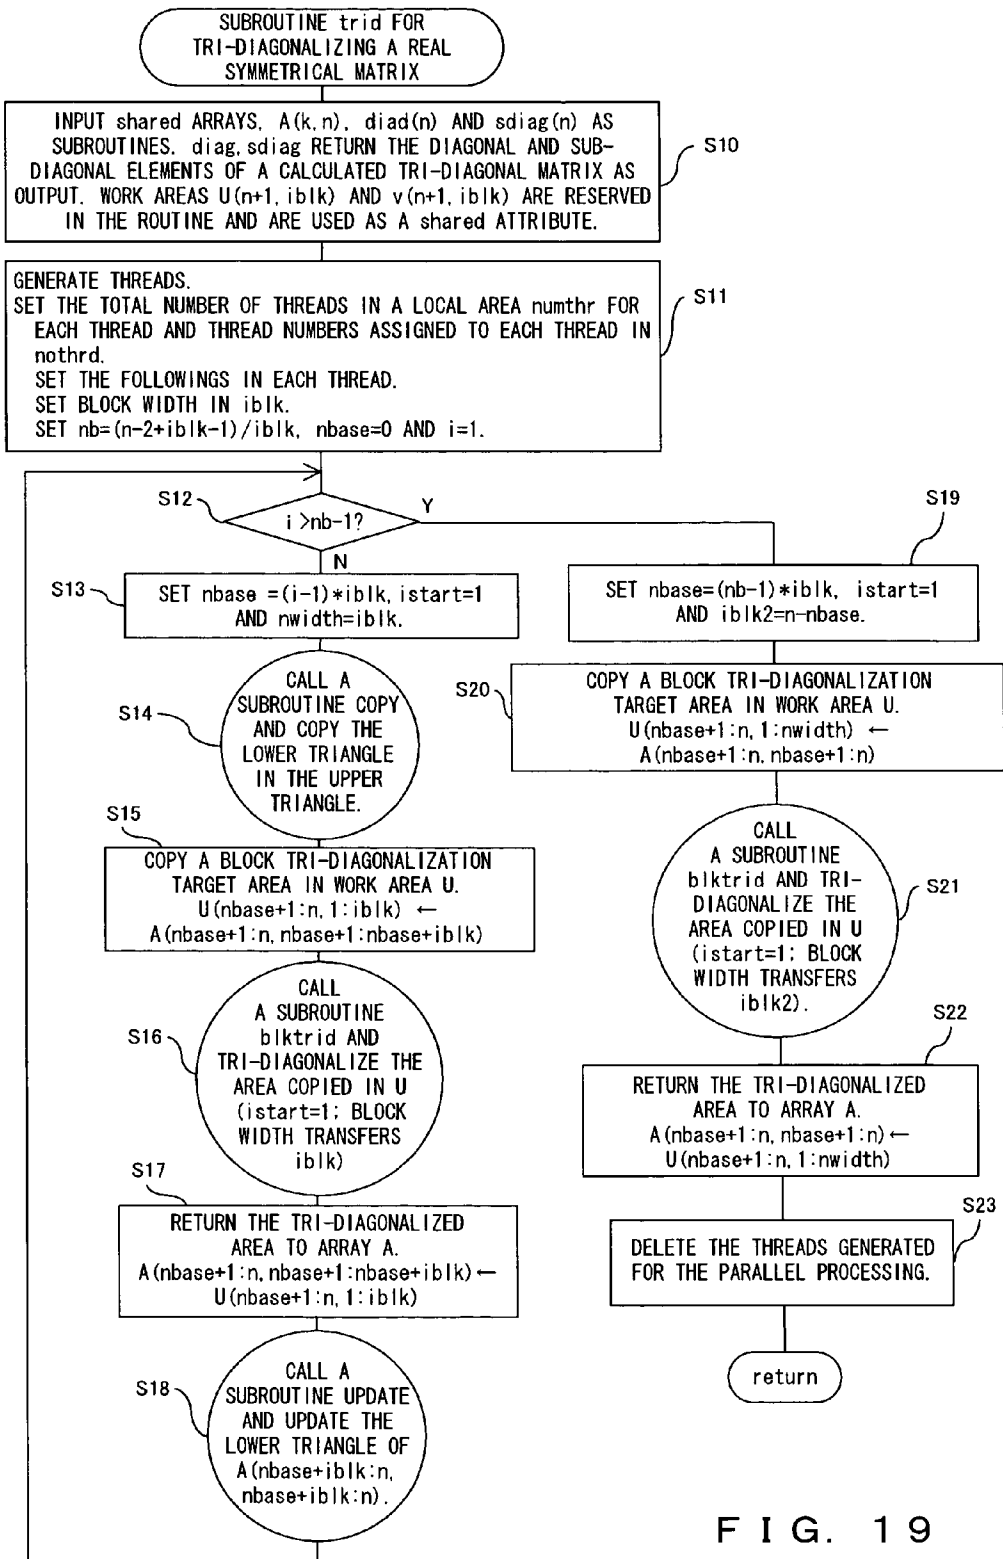 SUBROUTINE trid FOR
TRI-DIAGONALIZING A REAL
SYMMETRICAL MATRIX
INPUT shared ARRAYS, A(k,n), diad(n) AND sdiag(n) AS
SUBROUTINES. diag,sdiag RETURN THE DIAGONAL AND SUB-
DIAGONAL ELEMENTS OF A CALCULATED TRI-DIAGONAL MATRIX AS
OUTPUT. WORK AREAS U(n+1,iblk) AND v(n+1,iblk) ARE RESERVED
IN THE ROUTINE AND ARE USED AS A shared ATTRIBUTE.
S10
GENERATE THREADS.
SET THE TOTAL NUMBER OF THREADS IN A LOCAL AREA numthr FOR
EACH THREAD AND THREAD NUMBERS ASSIGNED TO EACH THREAD IN
nothrd.
SET THE FOLLOWINGS IN EACH THREAD.
SET BLOCK WIDTH IN iblk.
SET nb=(n-2+iblk-1)/iblk, nbase=0 AND i=1.
S11
S12
i>nb-1?
Y
N
S13
SET nbase =(i-1)*iblk,istart=1
AND nwidth=iblk.
S14
CALL A
SUBROUTINE COPY
AND COPY THE
LOWER TRIANGLE
IN THE UPPER
TRIANGLE.
S15
COPY A BLOCK TRI-DIAGONALIZATION
TARGET AREA IN WORK AREA U.
U(nbase+1:n,1:iblk) ←
A(nbase+1:n,nbase+1:nbase+iblk)
S16
CALL
A SUBROUTINE
blktrid AND
TRI-DIAGONALIZE THE
AREA COPIED IN U
(istart=1; BLOCK
WIDTH TRANSFERS
iblk)
S17
RETURN THE TRI-DIAGONALIZED
AREA TO ARRAY A.
A(nbase+1:n,nbase+1:nbase+iblk)←
U(nbase+1:n,1:iblk)
S18
CALL A
SUBROUTINE UPDATE
AND UPDATE THE
LOWER TRIANGLE OF
A(nbase+iblk:n,
nbase+iblk:n).
S19
SET nbase=(nb-1)*iblk, istart=1
AND iblk2=n-nbase.
S20
COPY A BLOCK TRI-DIAGONALIZATION
TARGET AREA IN WORK AREA U.
U(nbase+1:n,1:nwidth) ←
A(nbase+1:n,nbase+1:n)
S21
CALL
A SUBROUTINE
blktrid AND TRI-
DIAGONALIZE THE
AREA COPIED IN U
(istart=1; BLOCK
WIDTH TRANSFERS
iblk2).
S22
RETURN THE TRI-DIAGONALIZED
AREA TO ARRAY A.
A(nbase+1:n,nbase+1:n)←
U(nbase+1:n,1:nwidth)
S23
DELETE THE THREADS GENERATED
FOR THE PARALLEL PROCESSING.
return
FIG. 19